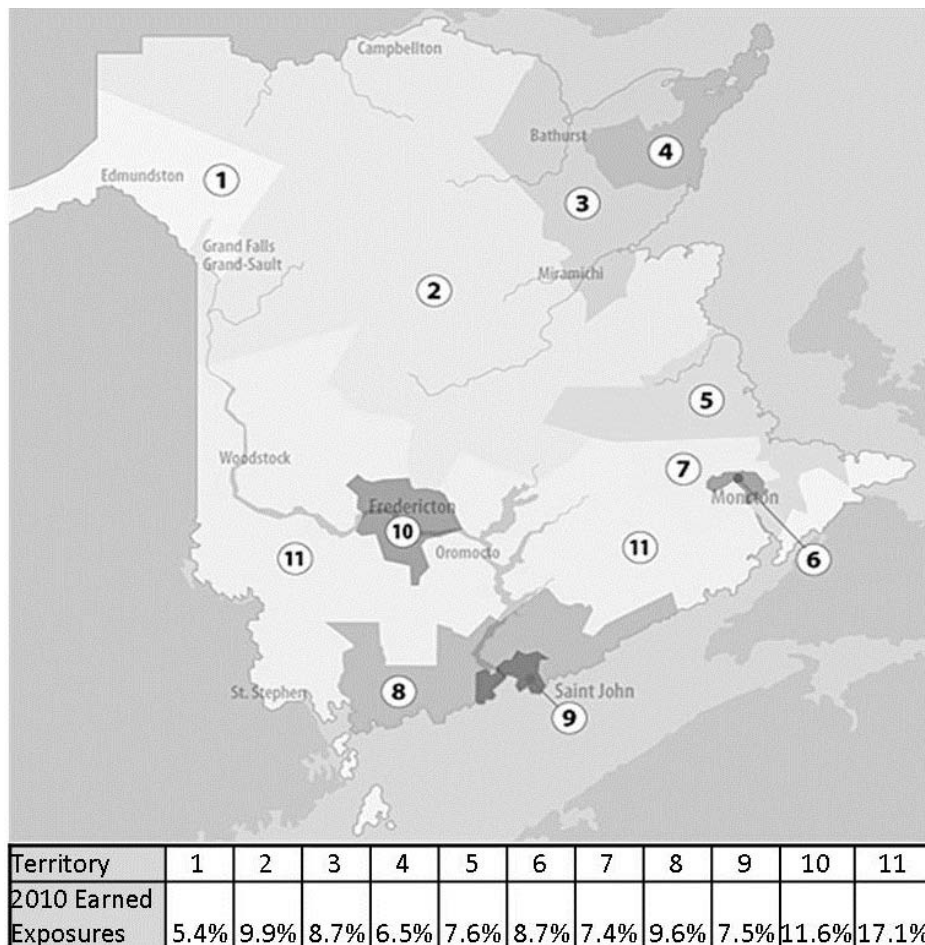 Campbellton
Bathurst
4
Edmundston
1
3
Grand Falls
Grand-Sault
Miramichi
2
5
Woodstock
7
Moncton
Fredericton
10
Oromocto
11
11
6
St. Stephen
8
Saint John
9
Territory 1 2 3 4 5 6 7 8 9 10 11
2010 Earned
Exposures 5.4% 9.9% 8.7% 6.5% 7.6% 8.7% 7.4% 9.6% 7.5% 11.6% 17.1%